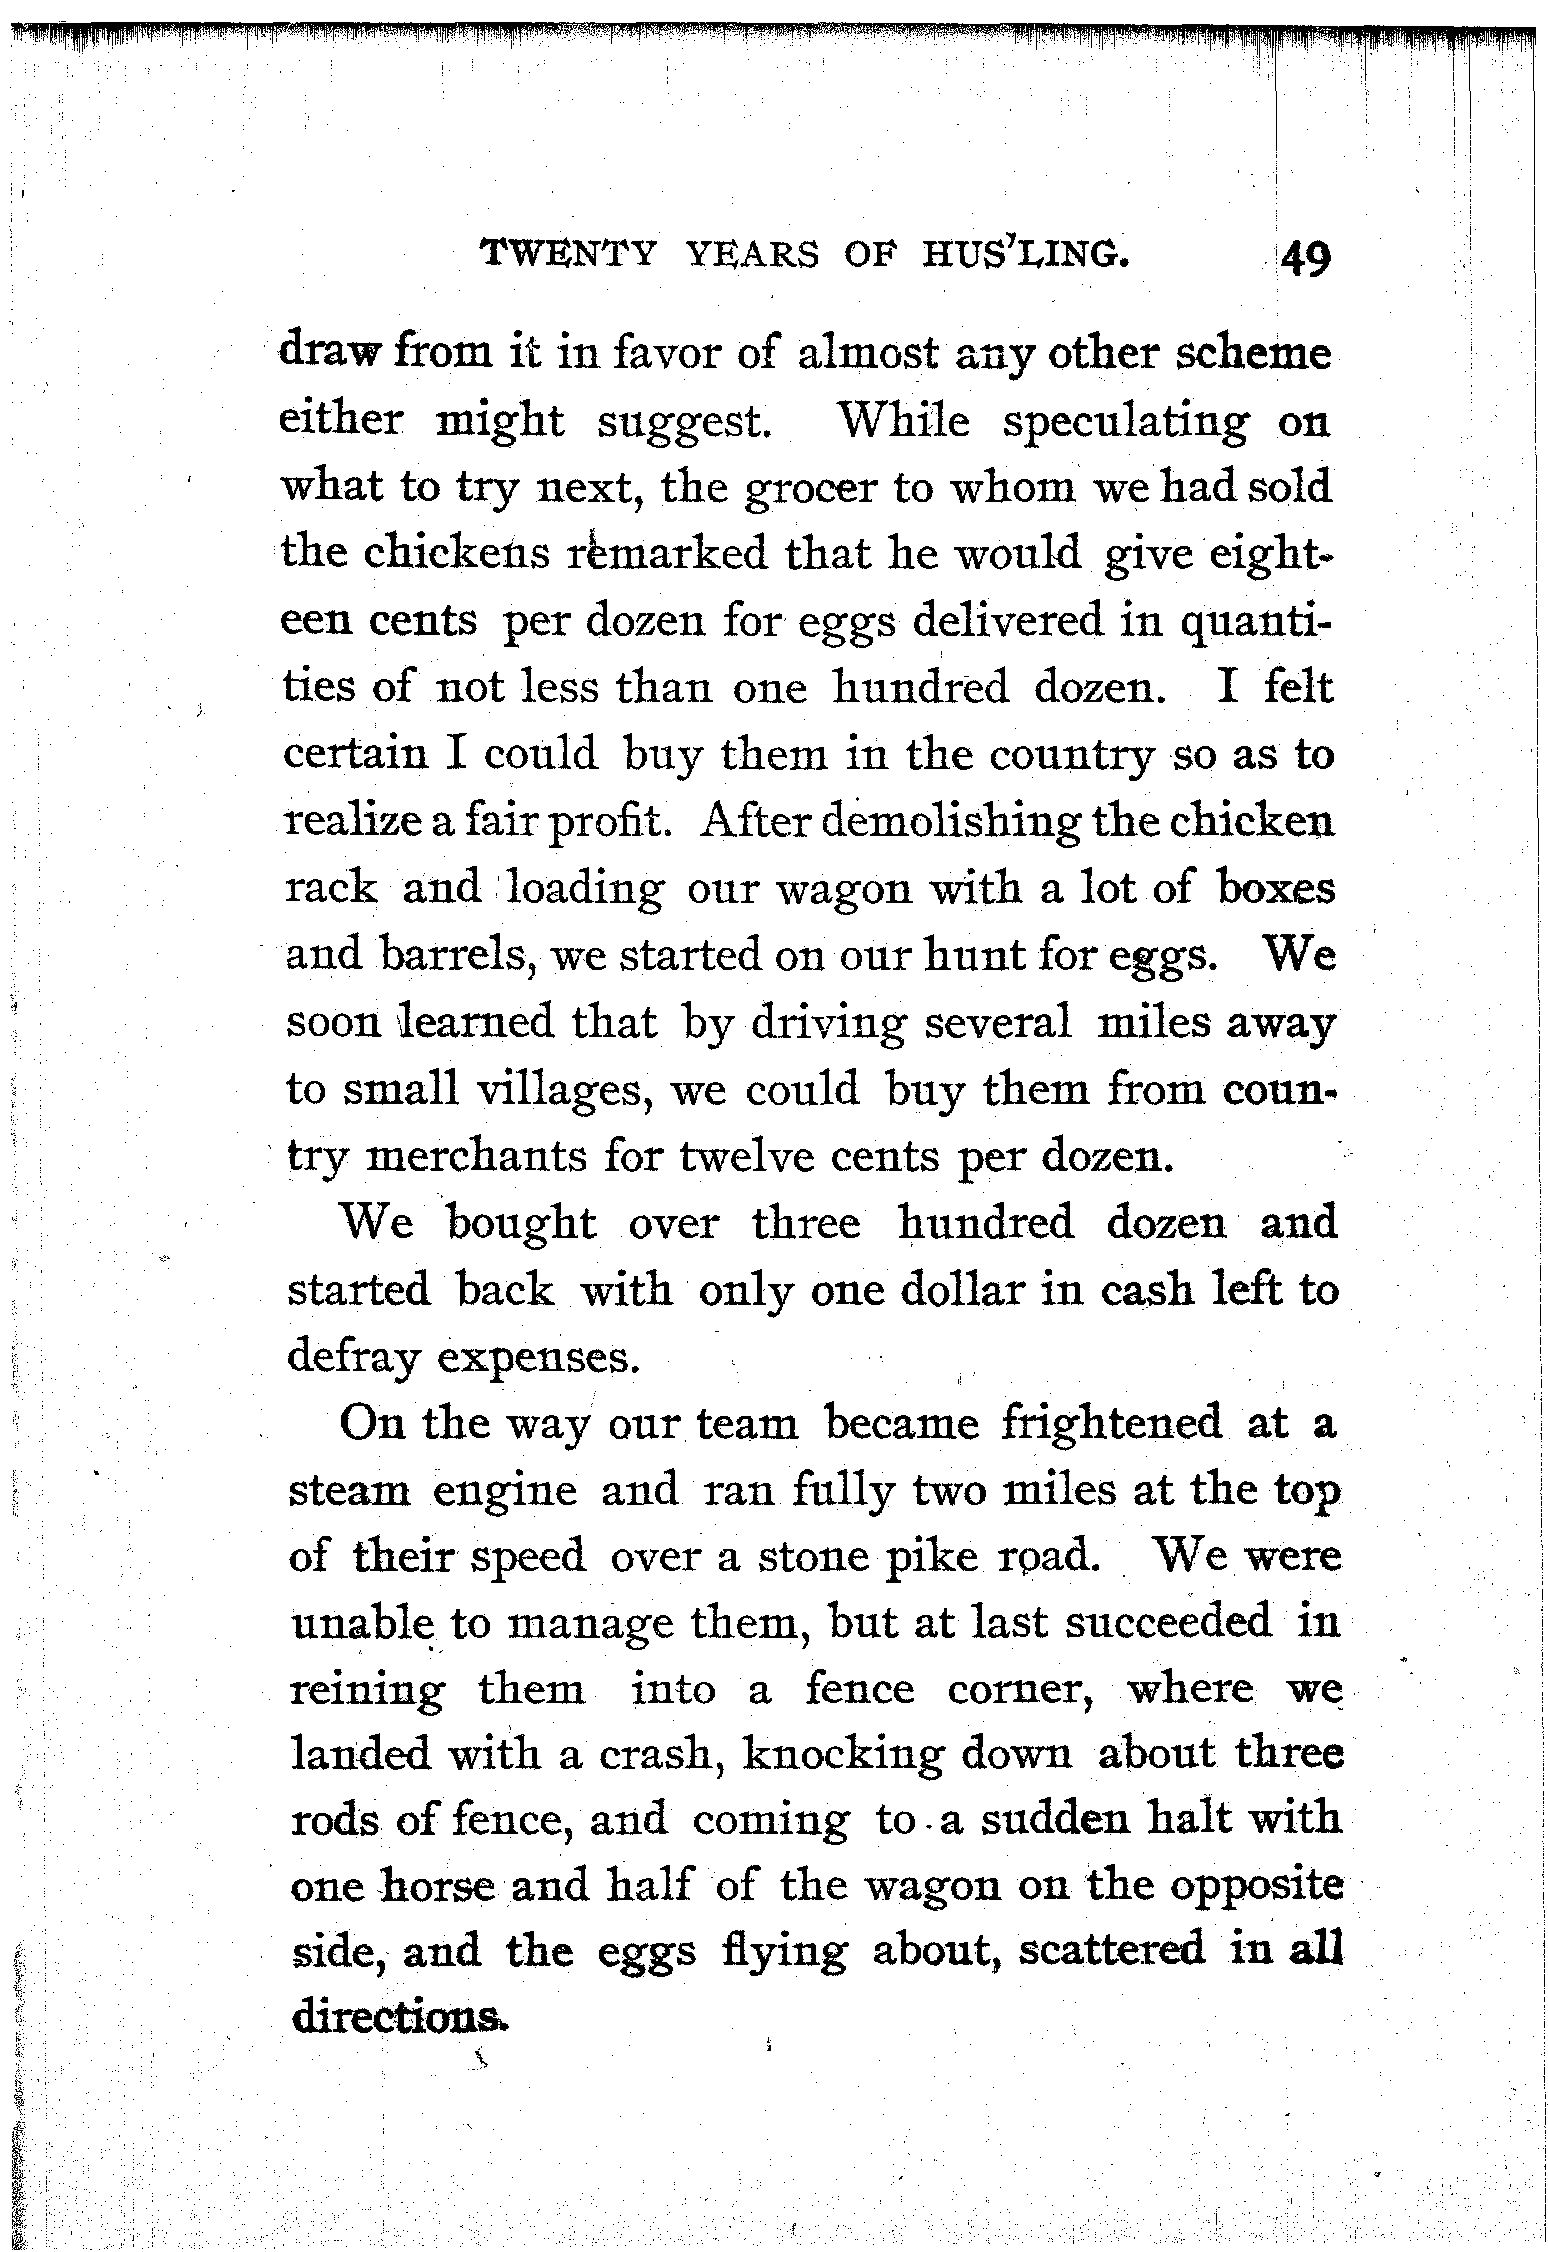 TWENTY YEARS OF HUS'LING. 49
draw from it in favor of almost any other scheme
either might suggest. While speculating on
what to try next, the grocer to whom we had sold
the chickens remarked that he would give eight-
een cents per dozen for eggs delivered in quanti-
ties of not less than one hundred dozen. I felt
certain I could buy them in the country so as to
realize a fair profit. After demolishing the chicken
rack and loading our wagon with a lot of boxes
and barrels, we started on our hunt for eggs. We
soon learned that by driving several miles away
to small villages, we could buy them from coun-
try merchants for twelve cents per dozen.
We bought over three hundred dozen and
started back with only one dollar in cash left to
defray expenses.
On the way our team became frightened at a
steam engine and ran fully two miles at the top
of their speed over a stone pike road. We were
unable to manage them, but at last succeeded in
reining them into a fence corner, where we
landed with a crash, knocking down about three
rods of fence, and coming to a sudden halt with
one horse and half of the wagon on the opposite
side, and the eggs flying about, scattered in all
directions.